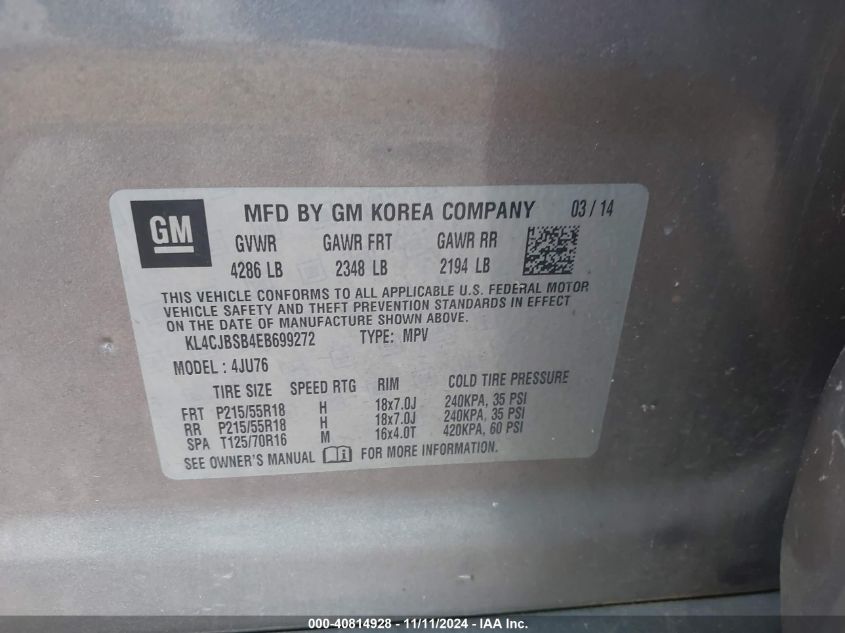 GM
MFD BY GM KOREA COMPANY 03 / 14
GVWR GAWR FRT GAWR RR
4286 LB 2348 LB 2194 LB
THIS VEHICLE CONFORMS TO ALL APPLICABLE U.S. FEDERAL MOTOR
VEHICLE SAFETY AND THEFT PREVENTION STANDARDS IN EFFECT
ON THE DATE OF MANUFACTURE SHOWN ABOVE.
KL4CJBSB4EB699272 TYPE: MPV
MODEL : 4JU76
TIRE SIZE SPEED RTG RIM COLD TIRE PRESSURE
FRT P215/55R18 H 18x7.0J 240KPA, 35 PSI
RR P215/55R18 H 18x7.0J 240KPA, 35 PSI
SPA T125/70R16 M 16x4.0T 420KPA, 60 PSI
SEE OWNER'S MANUAL FOR MORE INFORMATION.
000-40814928 - 11/11/2024 - IAA Inc.